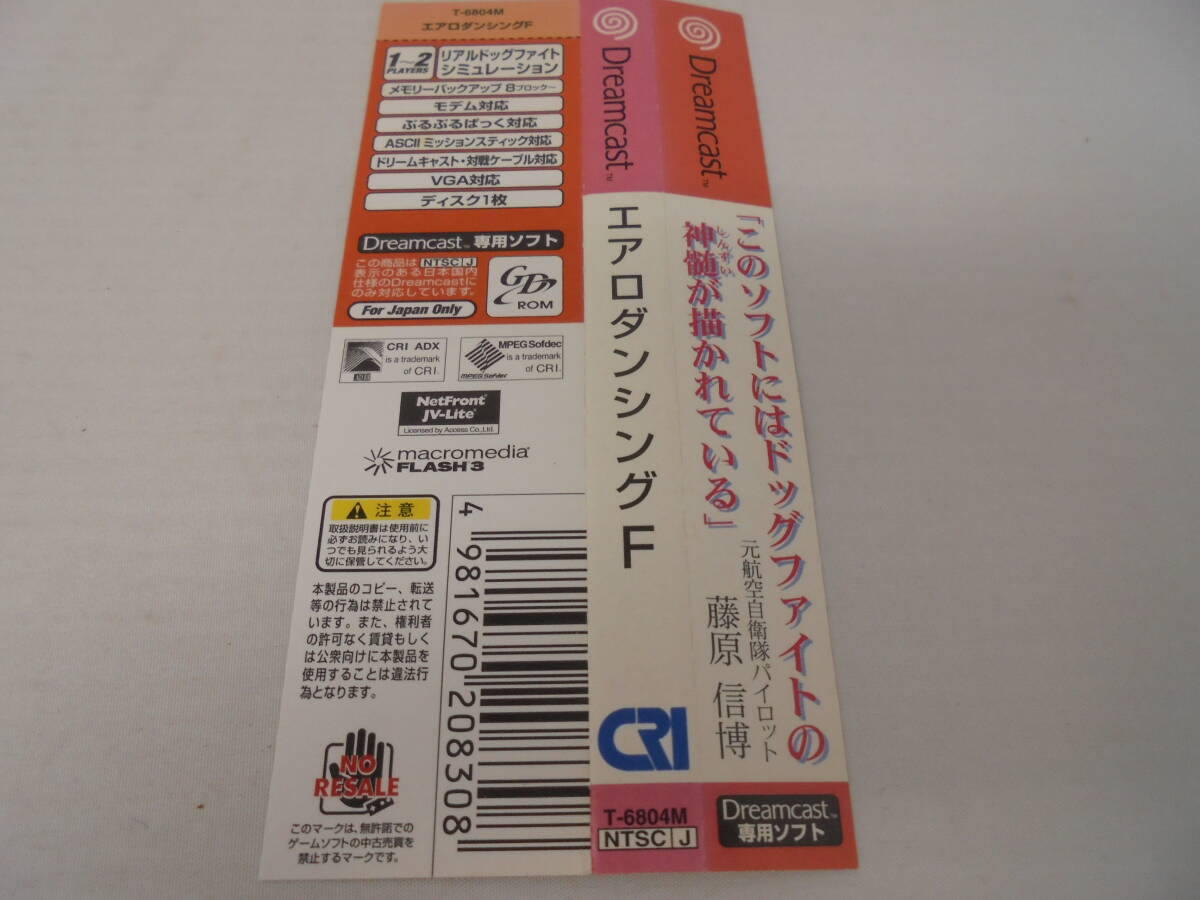 T-6804M
エアロダンシングF
1~2
PLAYERS
リアルドッグファイト
シミュレーション
メモリーバックアップ 8ブロック~
モデム対応
ぷるぷるぱっく対応
ASCII ミッションスティック対応
ドリームキャスト・対戦ケーブル対応
VGA対応
ディスク1枚
Dreamcast™ 専用ソフト
この商品は NTSC J
表示のある日本国内
仕様のDreamcastに
のみ対応しています。
For Japan Only
GD
ROM
CRI ADX
is a trademark
of CRI.
ADX
MPEG Sofdec
is a trademark
of CRI.
MPEG Sofdec
NetFront®
JV-Lite®
Licensed by Access Co., Ltd.
macromedia®
FLASH 3
注意
取扱説明書は使用前に
必ずお読みになり、い
つでも見られるよう大
切に保管してください。
本製品のコピー、転送
等の行為は禁止されて
います。また、権利者
の許可なく賃貸もしく
は公衆向けに本製品を
使用することは違法行
為となります。
NO
RESALE
このマークは、無許諾での
ゲームソフトの中古売買を
禁止するマークです。
4 981670 208308
Dreamcast™
エアロダンシング F
CRI
T-6804M
NTSC J
Dreamcast™
「このソフトにはドッグファイトの
神髄が描かれている」
しんずい
元航空自衛隊パイロット
藤原 信博
Dreamcast™
専用ソフト